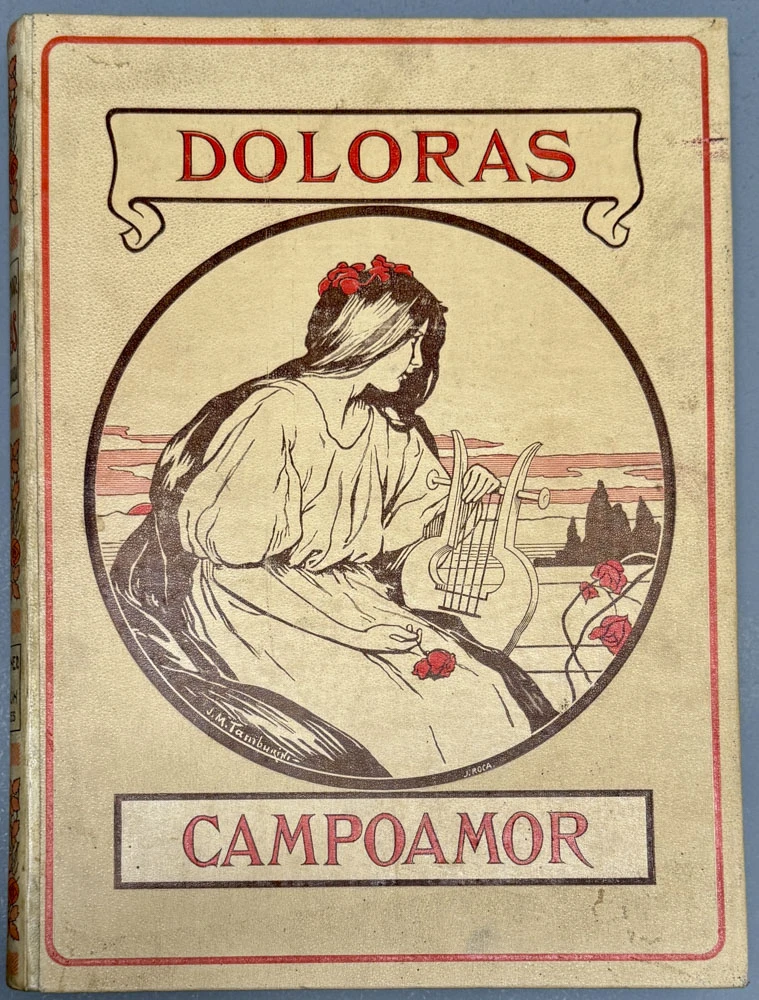 DOLORAS
J.M. Tamburini
J. ROCA.
CAMPOAMOR